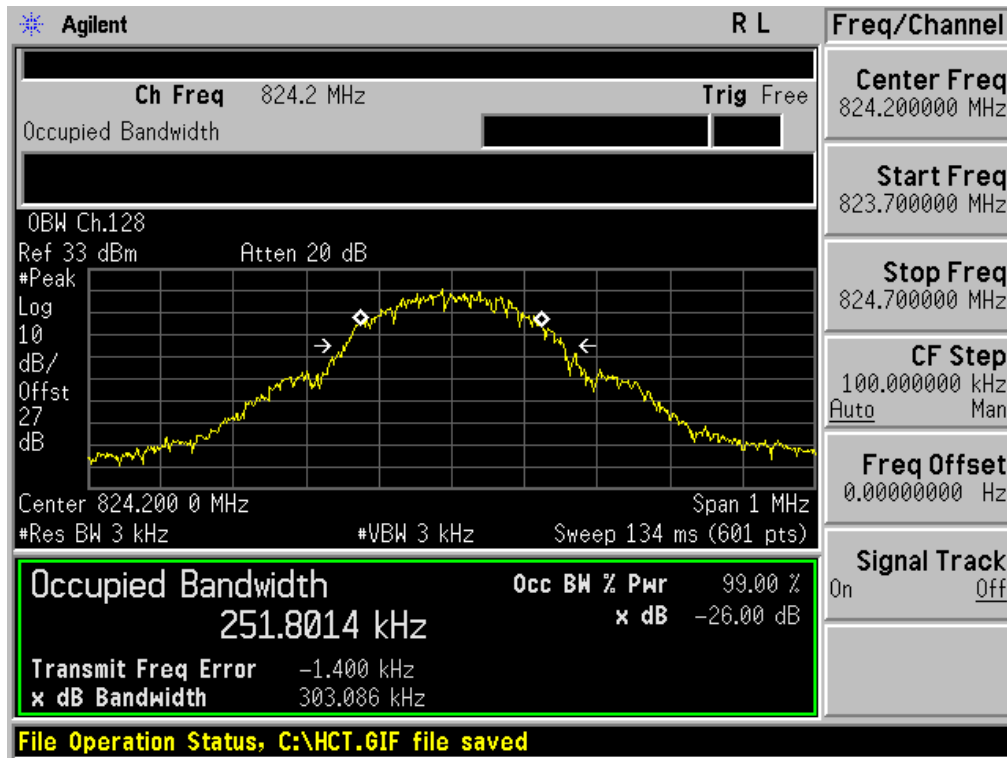 Agilent R L Freq/Channel
Ch Freq 824.2 MHz Trig Free
Occupied Bandwidth
OBW Ch.128
Ref 33 dBm Atten 20 dB
#Peak
Log
10
dB/
Offst
27
dB
Center 824.200 0 MHz Span 1 MHz
#Res BW 3 kHz #VBW 3 kHz Sweep 134 ms (601 pts)
Occupied Bandwidth Occ BW % Pwr 99.00 %
251.8014 kHz x dB -26.00 dB
Transmit Freq Error -1.400 kHz
x dB Bandwidth 303.086 kHz
File Operation Status, C:\HCT.GIF file saved
Center Freq
824.200000 MHz
Start Freq
823.700000 MHz
Stop Freq
824.700000 MHz
CF Step
100.000000 kHz
Auto Man
Freq Offset
0.00000000 Hz
Signal Track
On Off